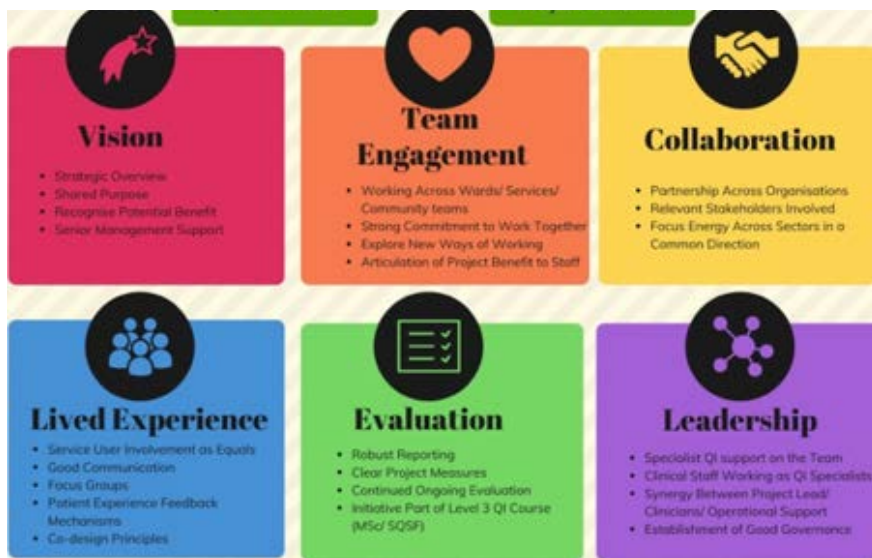 Vision
Strategic Overview
Shared Purpose
Recognise Potential Benefit
Senior Management Support
Team
Engagement
Working Across Wards/ Services/
Community teams
Strong Commitment to Work Together
Explore New Ways of Working
Articulation of Project Benefit to Staff
Collaboration
Partnership Across Organisations
Relevant Stakeholders Involved
Focus Energy Across Sectors in a
Common Direction
Lived Experience
Service User Involvement as Equals
Good Communication
Focus Groups
Patient Experience Feedback
Mechanisms
Co-design Principles
Evaluation
Robust Reporting
Clear Project Measures
Continued Ongoing Evaluation
Initiative Part of Level 3 QI Course
(MSc/ SQSF)
Leadership
Specialist QI support on the Team
Clinical Staff Working as QI Specialists
Synergy Between Project Lead/
Clinicians/ Operational Support
Establishment of Good Governance